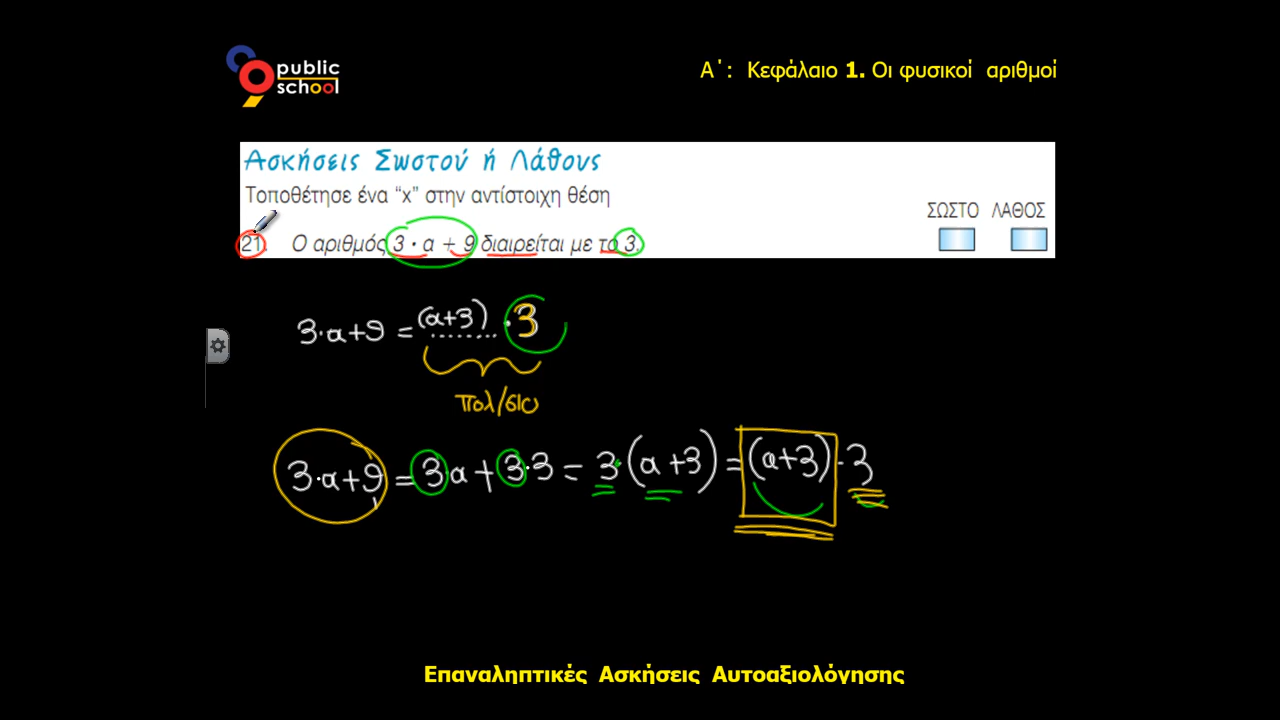 public
school
Α΄: Κεφάλαιο 1. Οι φυσικοί αριθμοί
Ασκήσεις Σωστού ή Λάθους
Τοποθέτησε ένα “x” στην αντίστοιχη θέση
ΣΩΣΤΟ ΛΑΘΟΣ
21. Ο αριθμός 3 · α + 9 διαιρείται με το 3.
3·α+9 = (α+3) · 3
πολ/σιο
3·α+9 = 3α + 3·3 = 3·(α+3) = (α+3)·3
Επαναληπτικές Ασκήσεις Αυτοαξιολόγησης